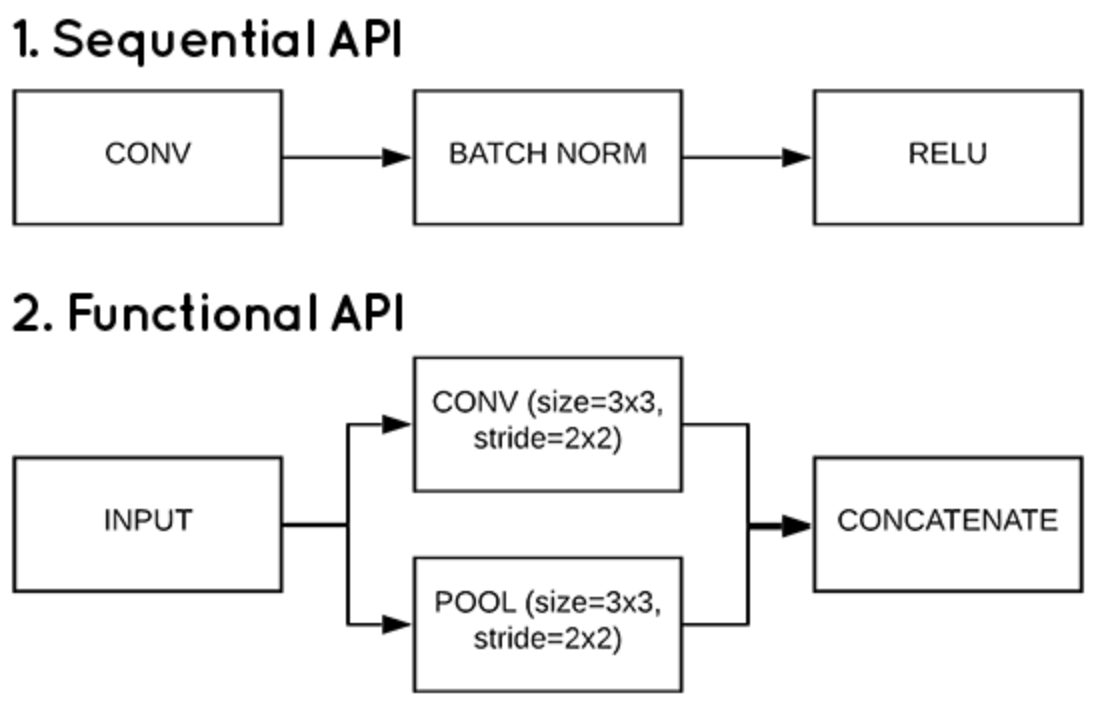 1. Sequential API
CONV
BATCH NORM
RELU
2. Functional API
CONV (size=3x3,
stride=2x2)
INPUT
CONCATENATE
POOL (size=3x3,
stride=2x2)